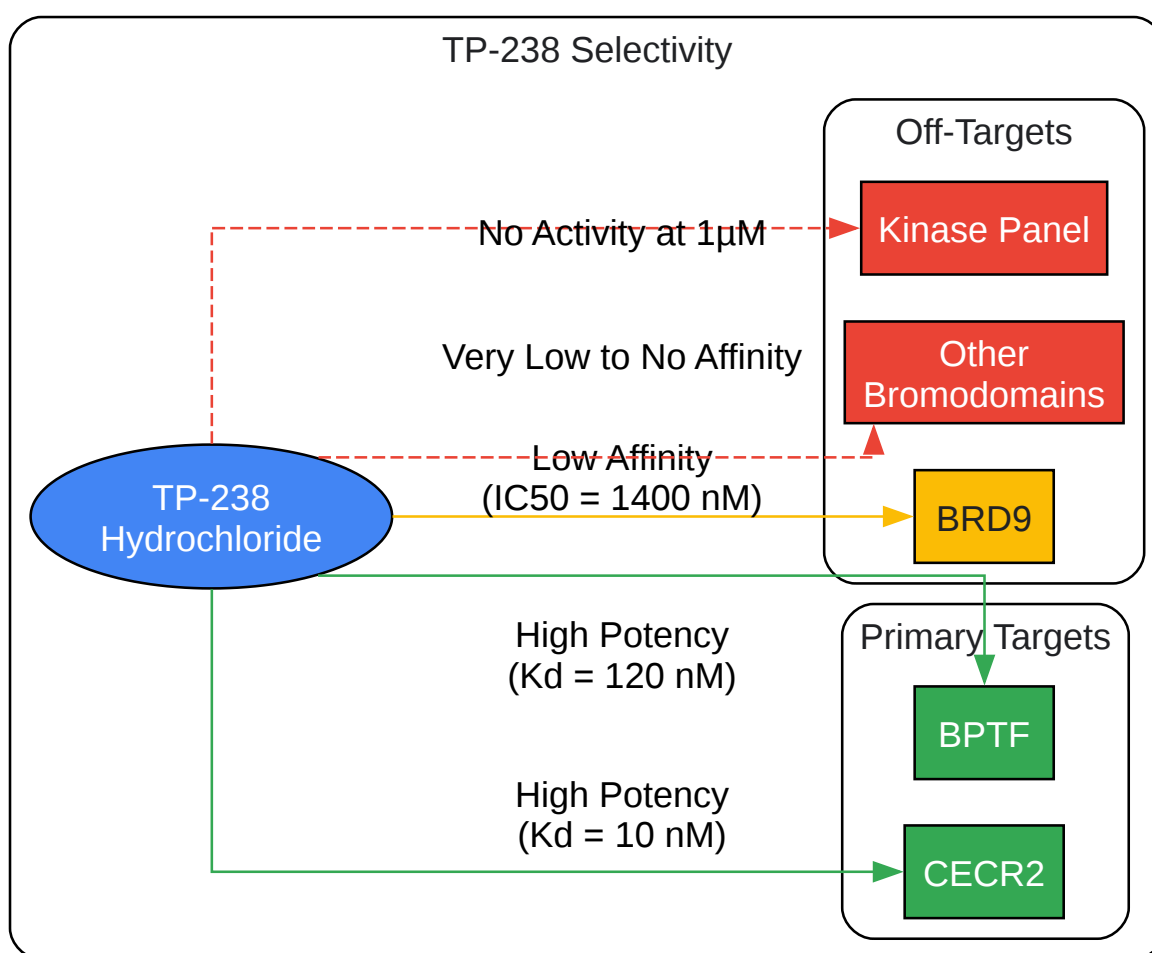 TP-238 Selectivity
Off-Targets
No Activity at 1µM
Kinase Panel
Very Low to No Affinity
Other
Bromodomains
Low Affinity
(IC50 = 1400 nM)
TP-238
Hydrochloride
BRD9
High Potency
(Kd = 120 nM)
Primary Targets
BPTF
High Potency
(Kd = 10 nM)
CECR2